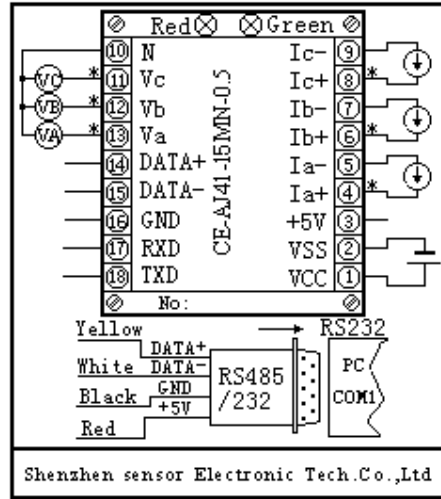 Red Green
10 N Ic- 9
VC * 11 Vc Ic+ 8 *
VB * 12 Vb Ib- 7
VA * 13 Va Ib+ 6 *
14 DATA+ Ia- 5
15 DATA- Ia+ 4 *
16 GND +5V 3
17 RXD VSS 2
18 TXD VCC 1
CE-AJ41-I5MN-0.5
No:
Yellow DATA+
White DATA-
Black GND
Red +5V
RS485
/232
RS232
PC
COM1
Shenzhen sensor Electronic Tech.Co.,Ltd